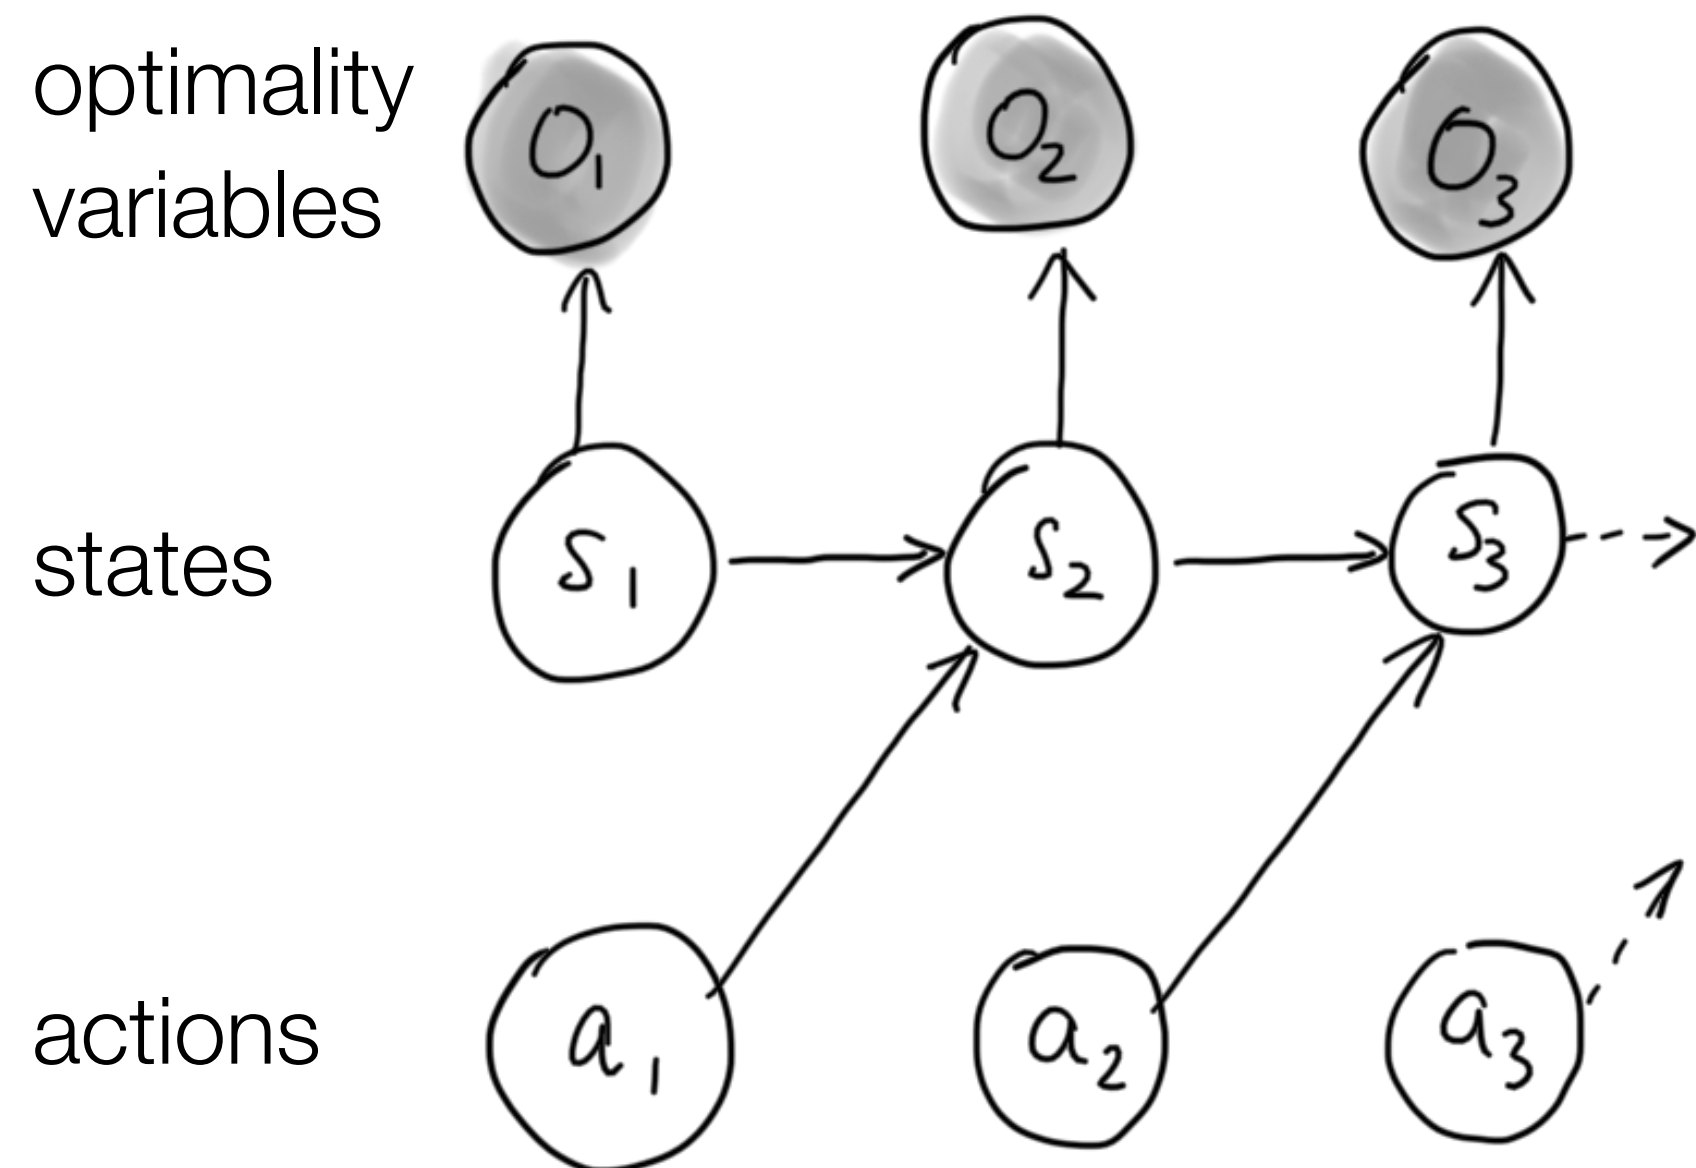 optimality
variables
O₁ O₂ O₃
states
s₁ s₂ s₃
actions
a₁ a₂ a₃